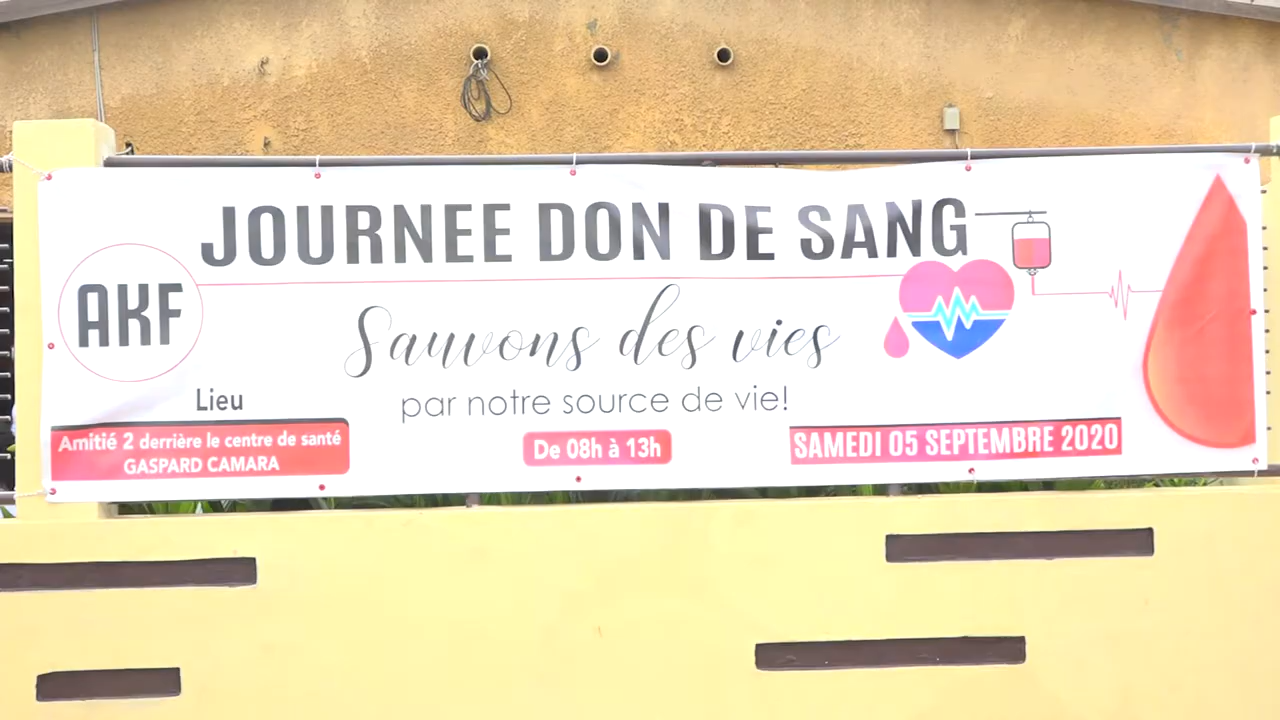 JOURNEE DON DE SANG
AKF
Sauvons des vies
par notre source de vie!
Lieu
Amitié 2 derrière le centre de santé
GASPARD CAMARA
De 08h à 13h
SAMEDI 05 SEPTEMBRE 2020